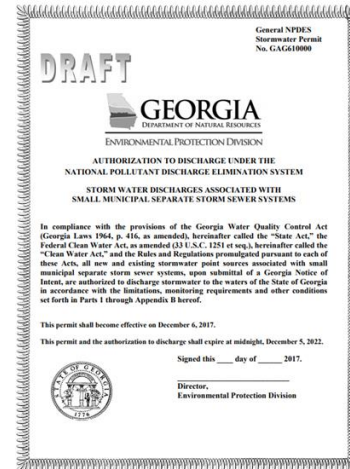 General NPDES
Stormwater Permit
No. GAG610000
DRAFT
GEORGIA
DEPARTMENT OF NATURAL RESOURCES
ENVIRONMENTAL PROTECTION DIVISION
AUTHORIZATION TO DISCHARGE UNDER THE
NATIONAL POLLUTANT DISCHARGE ELIMINATION SYSTEM
STORM WATER DISCHARGES ASSOCIATED WITH
SMALL MUNICIPAL SEPARATE STORM SEWER SYSTEMS
In compliance with the provisions of the Georgia Water Quality Control Act
(Georgia Laws 1964, p. 416, as amended), hereinafter called the “State Act,” the
Federal Clean Water Act, as amended (33 U.S.C. 1251 et seq.), hereinafter called the
“Clean Water Act,” and the Rules and Regulations promulgated pursuant to each of
these Acts, all new and existing stormwater point sources associated with small
municipal separate storm sewer systems, upon submittal of a Georgia Notice of
Intent, are authorized to discharge stormwater to the waters of the State of Georgia
in accordance with the limitations, monitoring requirements and other conditions
set forth in Parts 1 through Appendix B hereof.
This permit shall become effective on December 6, 2017.
This permit and the authorization to discharge shall expire at midnight, December 5, 2022.
Signed this ____ day of ______ 2017.
Director,
Environmental Protection Division
STATE OF GEORGIA
1776